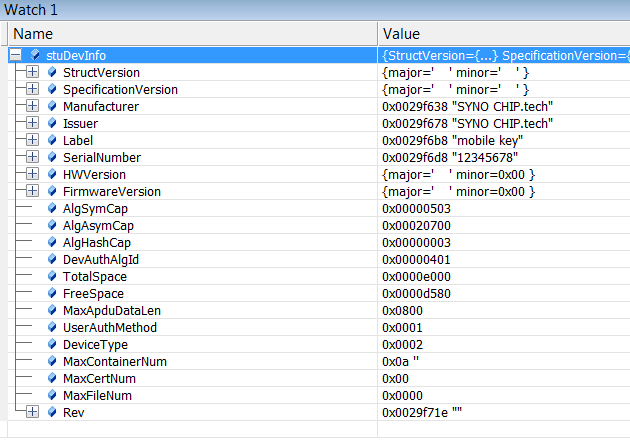 Watch 1
Name Value
stuDevInfo {StructVersion={...} SpecificationVersion={
StructVersion {major=' ' minor=' ' }
SpecificationVersion {major=' ' minor=' ' }
Manufacturer 0x0029f638 "SYNO CHIP.tech"
Issuer 0x0029f678 "SYNO CHIP.tech"
Label 0x0029f6b8 "mobile key"
SerialNumber 0x0029f6d8 "12345678"
HWVersion {major=' ' minor=0x00 }
FirmwareVersion {major=' ' minor=0x00 }
AlgSymCap 0x00000503
AlgAsymCap 0x00020700
AlgHashCap 0x00000003
DevAuthAlgId 0x00000401
TotalSpace 0x0000e000
FreeSpace 0x0000d580
MaxApduDataLen 0x0800
UserAuthMethod 0x0001
DeviceType 0x0002
MaxContainerNum 0x0a ''
MaxCertNum 0x00
MaxFileNum 0x0000
Rev 0x0029f71e ""